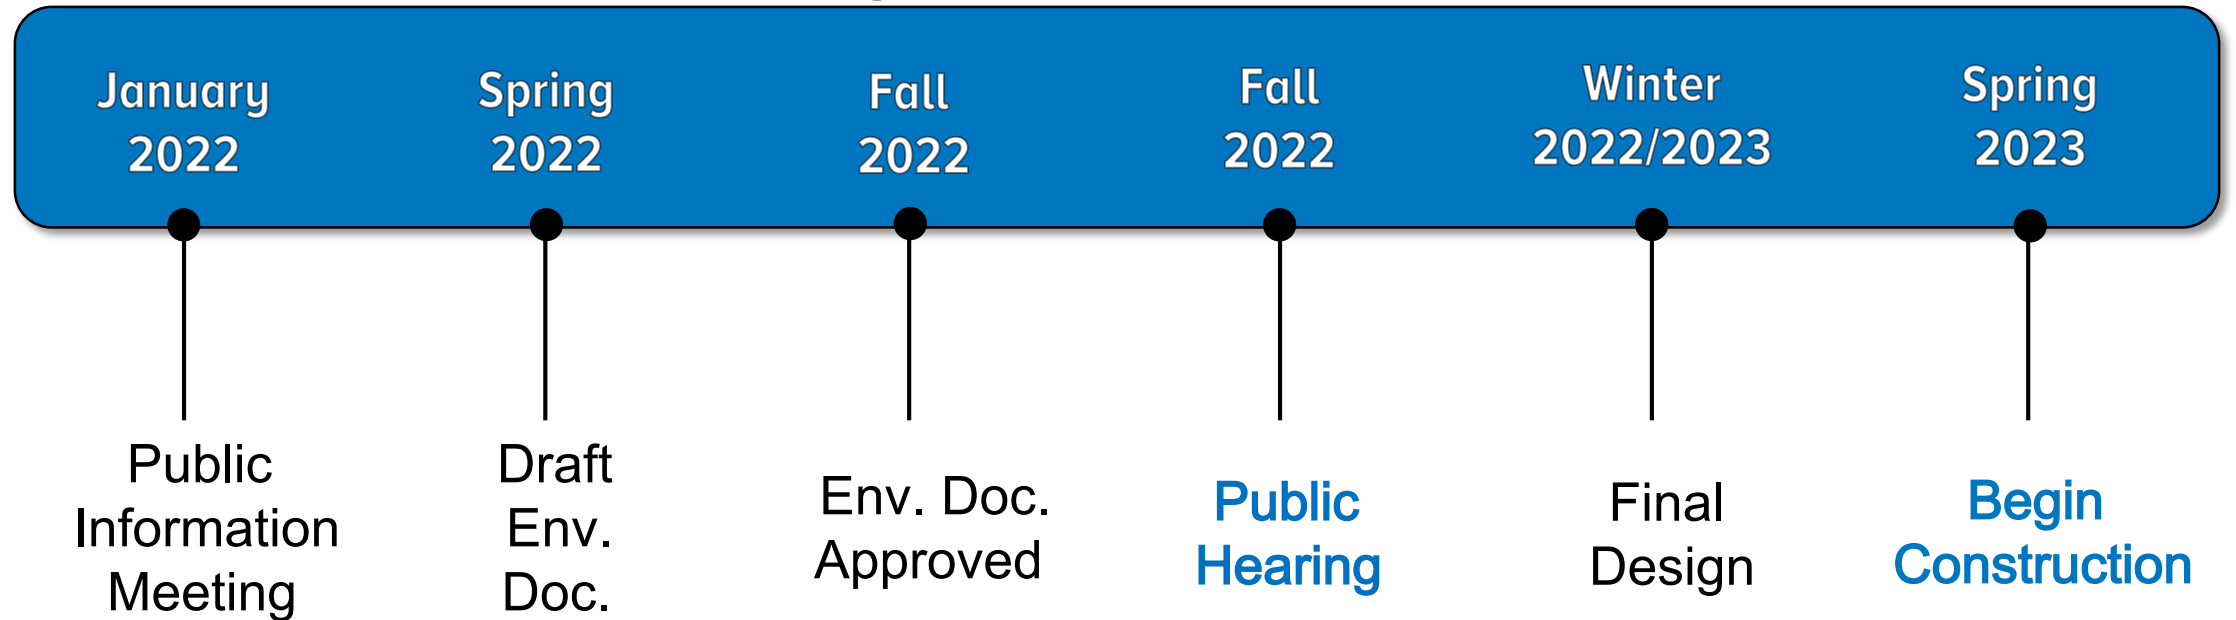 January
2022
Spring
2022
Fall
2022
Fall
2022
Winter
2022/2023
Spring
2023
Public
Information
Meeting
Draft
Env.
Doc.
Env. Doc.
Approved
Public
Hearing
Final
Design
Begin
Construction